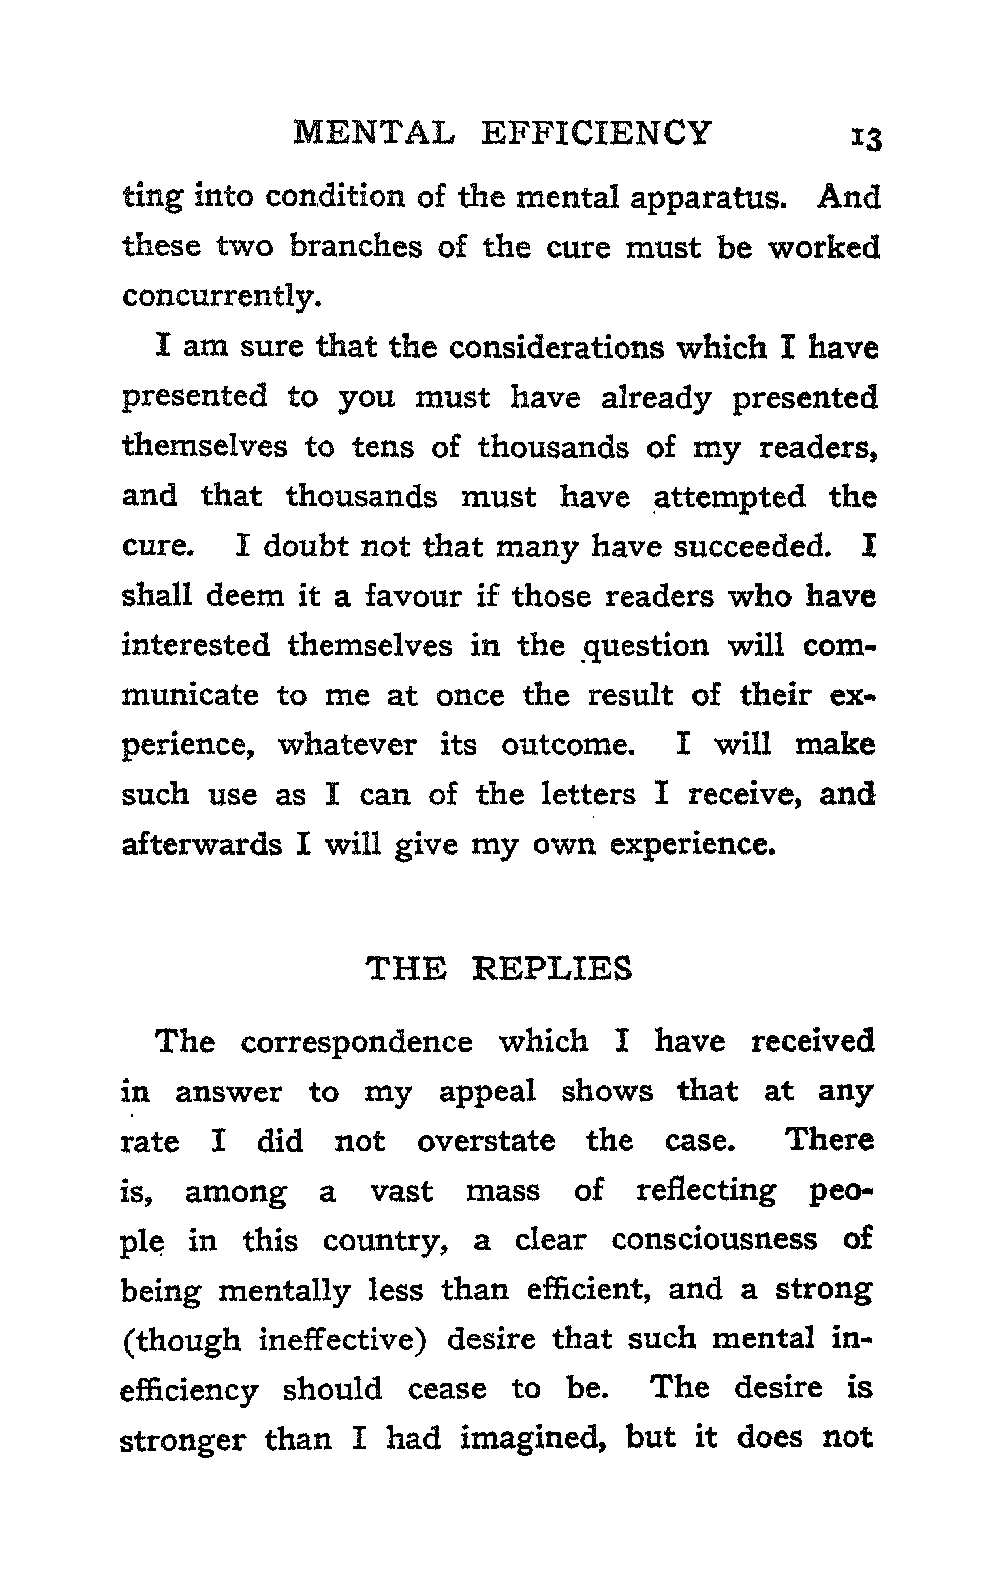 MENTAL EFFICIENCY 13
ting into condition of the mental apparatus. And
these two branches of the cure must be worked
concurrently.
I am sure that the considerations which I have
presented to you must have already presented
themselves to tens of thousands of my readers,
and that thousands must have attempted the
cure. I doubt not that many have succeeded. I
shall deem it a favour if those readers who have
interested themselves in the question will com-
municate to me at once the result of their ex-
perience, whatever its outcome. I will make
such use as I can of the letters I receive, and
afterwards I will give my own experience.
THE REPLIES
The correspondence which I have received
in answer to my appeal shows that at any
rate I did not overstate the case. There
is, among a vast mass of reflecting peo-
ple in this country, a clear consciousness of
being mentally less than efficient, and a strong
(though ineffective) desire that such mental in-
efficiency should cease to be. The desire is
stronger than I had imagined, but it does not